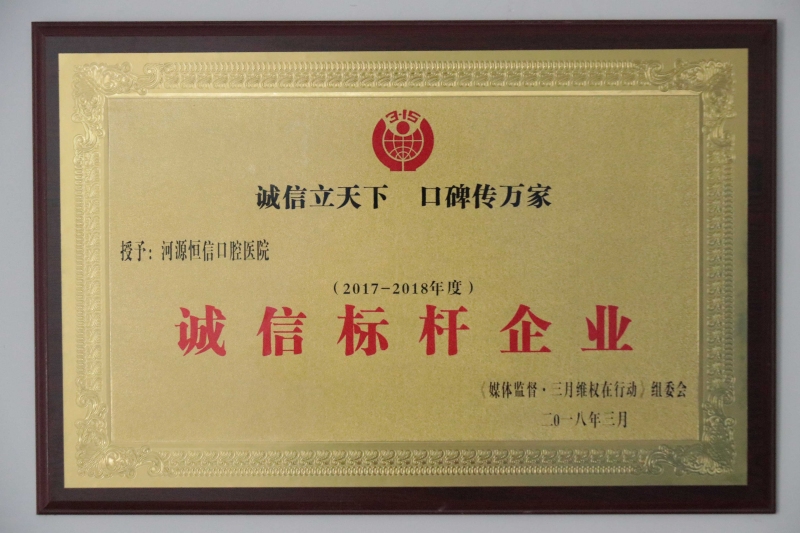 3·15
诚信立天下 口碑传万家
授予：河源恒信口腔医院
（2017-2018年度）
诚信标杆企业
《媒体监督·三月维权在行动》组委会
二0一八年三月